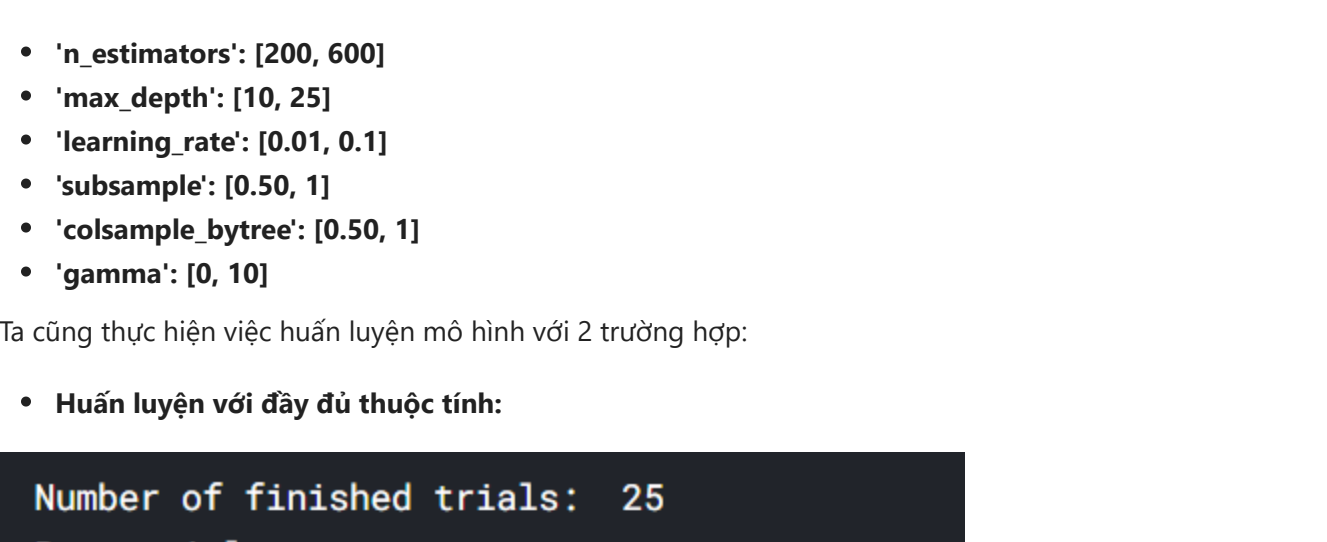 • 'n_estimators': [200, 600]
• 'max_depth': [10, 25]
• 'learning_rate': [0.01, 0.1]
• 'subsample': [0.50, 1]
• 'colsample_bytree': [0.50, 1]
• 'gamma': [0, 10]
Ta cũng thực hiện việc huấn luyện mô hình với 2 trường hợp:
• Huấn luyện với đầy đủ thuộc tính:
Number of finished trials:  25